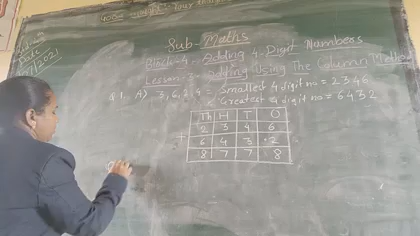 Sub- Maths
Block-4- Adding 4-Digit Numbers
Lesson-3- Adding Using The Column Method
Q1. A) 3,6,2,4 = Smallest 4 digit no = 2346
Greatest 4 digit no = 6432
Th H T O
2 3 4 6
+ 6 4 3 2
8 7 7 8